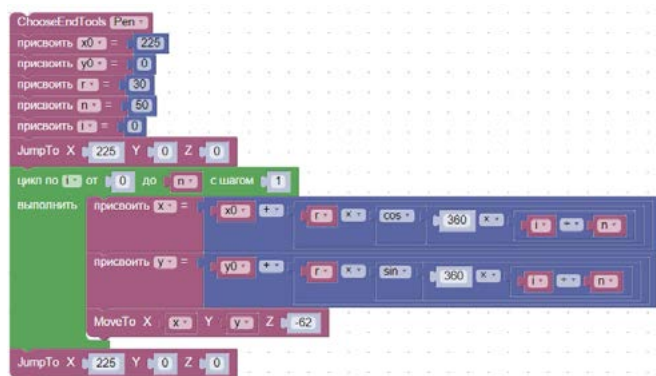 ChooseEndTools Pen
присвоить x0 = 225
присвоить y0 = 0
присвоить r = 30
присвоить n = 50
присвоить i = 0
JumpTo X 225 Y 0 Z 0
цикл по i от 0 до n с шагом 1
выполнить присвоить x = x0 + r × cos 360 × i ÷ n
присвоить y = y0 + r × sin 360 × i ÷ n
MoveTo X x Y y Z -62
JumpTo X 225 Y 0 Z 0